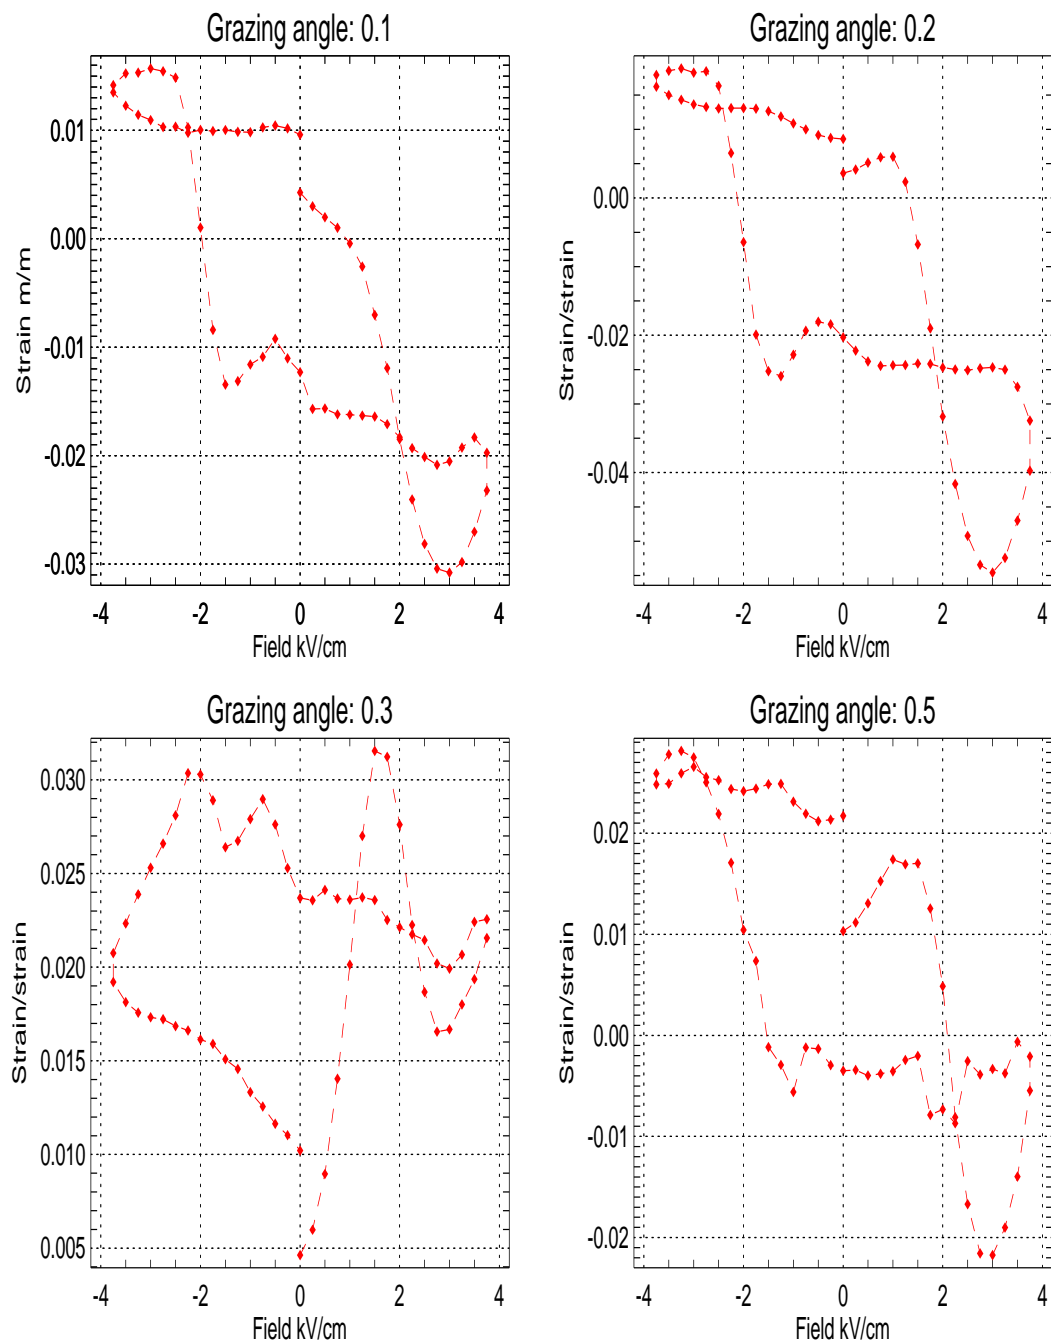 Grazing angle: 0.1
0.01
0.00
-0.01
-0.02
-0.03
Strain m/m
-4 -2 0 2 4
Field kV/cm
Grazing angle: 0.2
0.00
-0.02
-0.04
Strain/strain
-4 -2 0 2 4
Field kV/cm
Grazing angle: 0.3
0.030
0.025
0.020
0.015
0.010
0.005
Strain/strain
-4 -2 0 2 4
Field kV/cm
Grazing angle: 0.5
0.02
0.01
0.00
-0.01
-0.02
Strain/strain
-4 -2 0 2 4
Field kV/cm